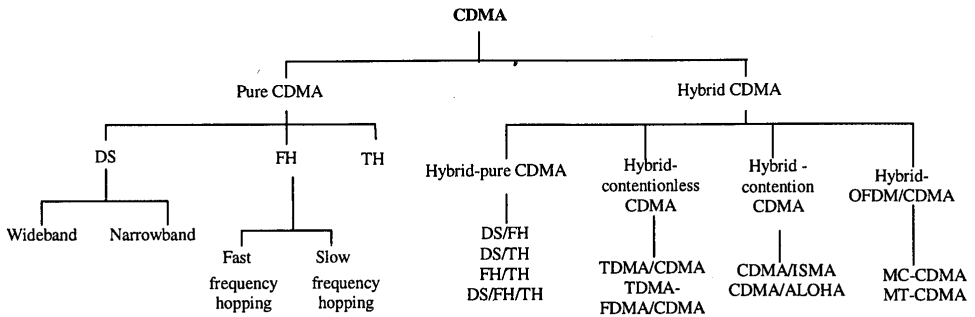 CDMA
Pure CDMA
Hybrid CDMA
DS
FH
TH
Wideband
Narrowband
Fast
frequency
hopping
Slow
frequency
hopping
Hybrid-pure CDMA
DS/FH
DS/TH
FH/TH
DS/FH/TH
Hybrid-
contentionless
CDMA
TDMA/CDMA
TDMA-
FDMA/CDMA
Hybrid -
contention
CDMA
CDMA/ISMA
CDMA/ALOHA
Hybrid-
OFDM/CDMA
MC-CDMA
MT-CDMA